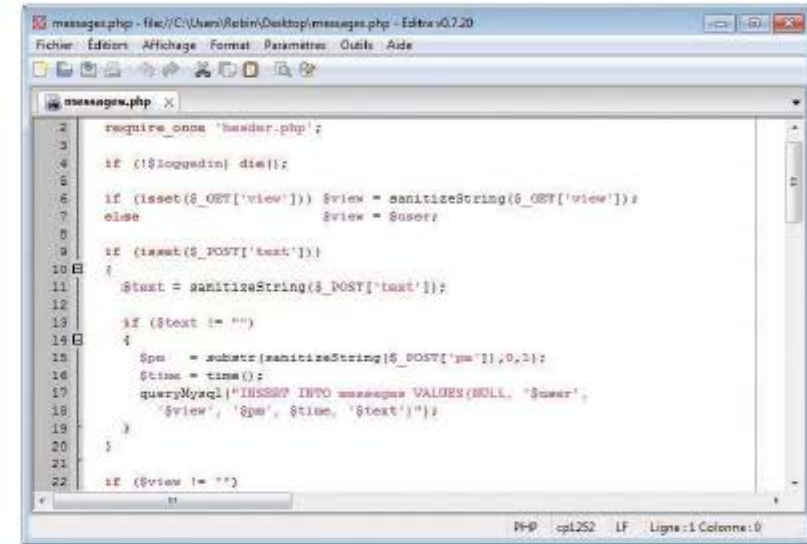 messages.php - file://C:\Users\Robin\Desktop\messages.php - Editra v0.7.20
Fichier Édition Affichage Format Paramètres Outils Aide
messages.php
2 require_once 'header.php';
3
4 if (!$loggedin) die();
5
6 if (isset($_GET['view'])) $view = sanitizeString($_GET['view']);
7 else $view = $user;
8
9 if (isset($_POST['text']))
10 {
11 $text = sanitizeString($_POST['text']);
12
13 if ($text != "")
14 {
15 $pm = substr(sanitizeString($_POST['pm']),0,1);
16 $time = time();
17 queryMysql("INSERT INTO messages VALUES(NULL, '$user',
18 '$view', '$pm', $time, '$text')");
19 }
20 }
21
22 if ($view != "")
PHP cp1252 LF Ligne : 1 Colonne : 0